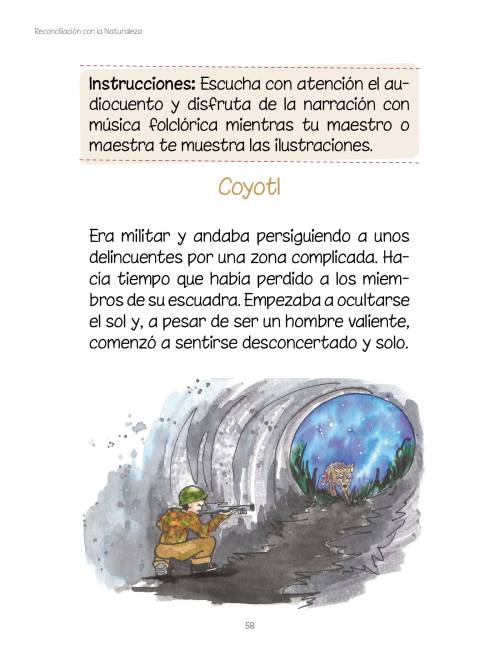 Reconciliación con la Naturaleza
Instrucciones: Escucha con atención el au-
diocuento y disfruta de la narración con
música folclórica mientras tu maestro o
maestra te muestra las ilustraciones.
Coyotl
Era militar y andaba persiguiendo a unos
delincuentes por una zona complicada. Ha-
cía tiempo que había perdido a los miem-
bros de su escuadra. Empezaba a ocultarse
el sol y, a pesar de ser un hombre valiente,
comenzó a sentirse desconcertado y solo.
58